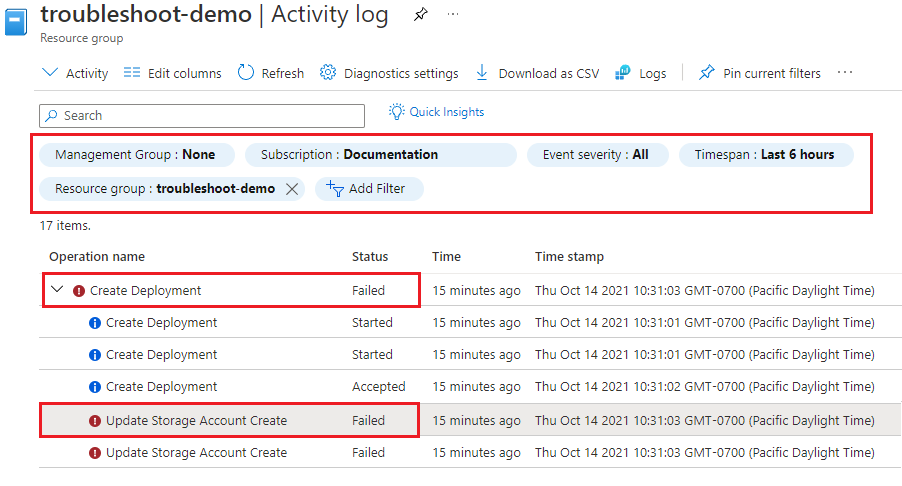 troubleshoot-demo | Activity log
Resource group
Activity Edit columns Refresh Diagnostics settings Download as CSV Logs Pin current filters
Search Quick Insights
Management Group : None Subscription : Documentation Event severity : All Timespan : Last 6 hours
Resource group : troubleshoot-demo Add Filter
17 items.
Operation name Status Time Time stamp
Create Deployment Failed 15 minutes ago Thu Oct 14 2021 10:31:03 GMT-0700 (Pacific Daylight Time)
Create Deployment Started 15 minutes ago Thu Oct 14 2021 10:31:01 GMT-0700 (Pacific Daylight Time)
Create Deployment Started 15 minutes ago Thu Oct 14 2021 10:31:01 GMT-0700 (Pacific Daylight Time)
Create Deployment Accepted 15 minutes ago Thu Oct 14 2021 10:31:02 GMT-0700 (Pacific Daylight Time)
Update Storage Account Create Failed 15 minutes ago Thu Oct 14 2021 10:31:03 GMT-0700 (Pacific Daylight Time)
Update Storage Account Create Failed 15 minutes ago Thu Oct 14 2021 10:31:03 GMT-0700 (Pacific Daylight Time)